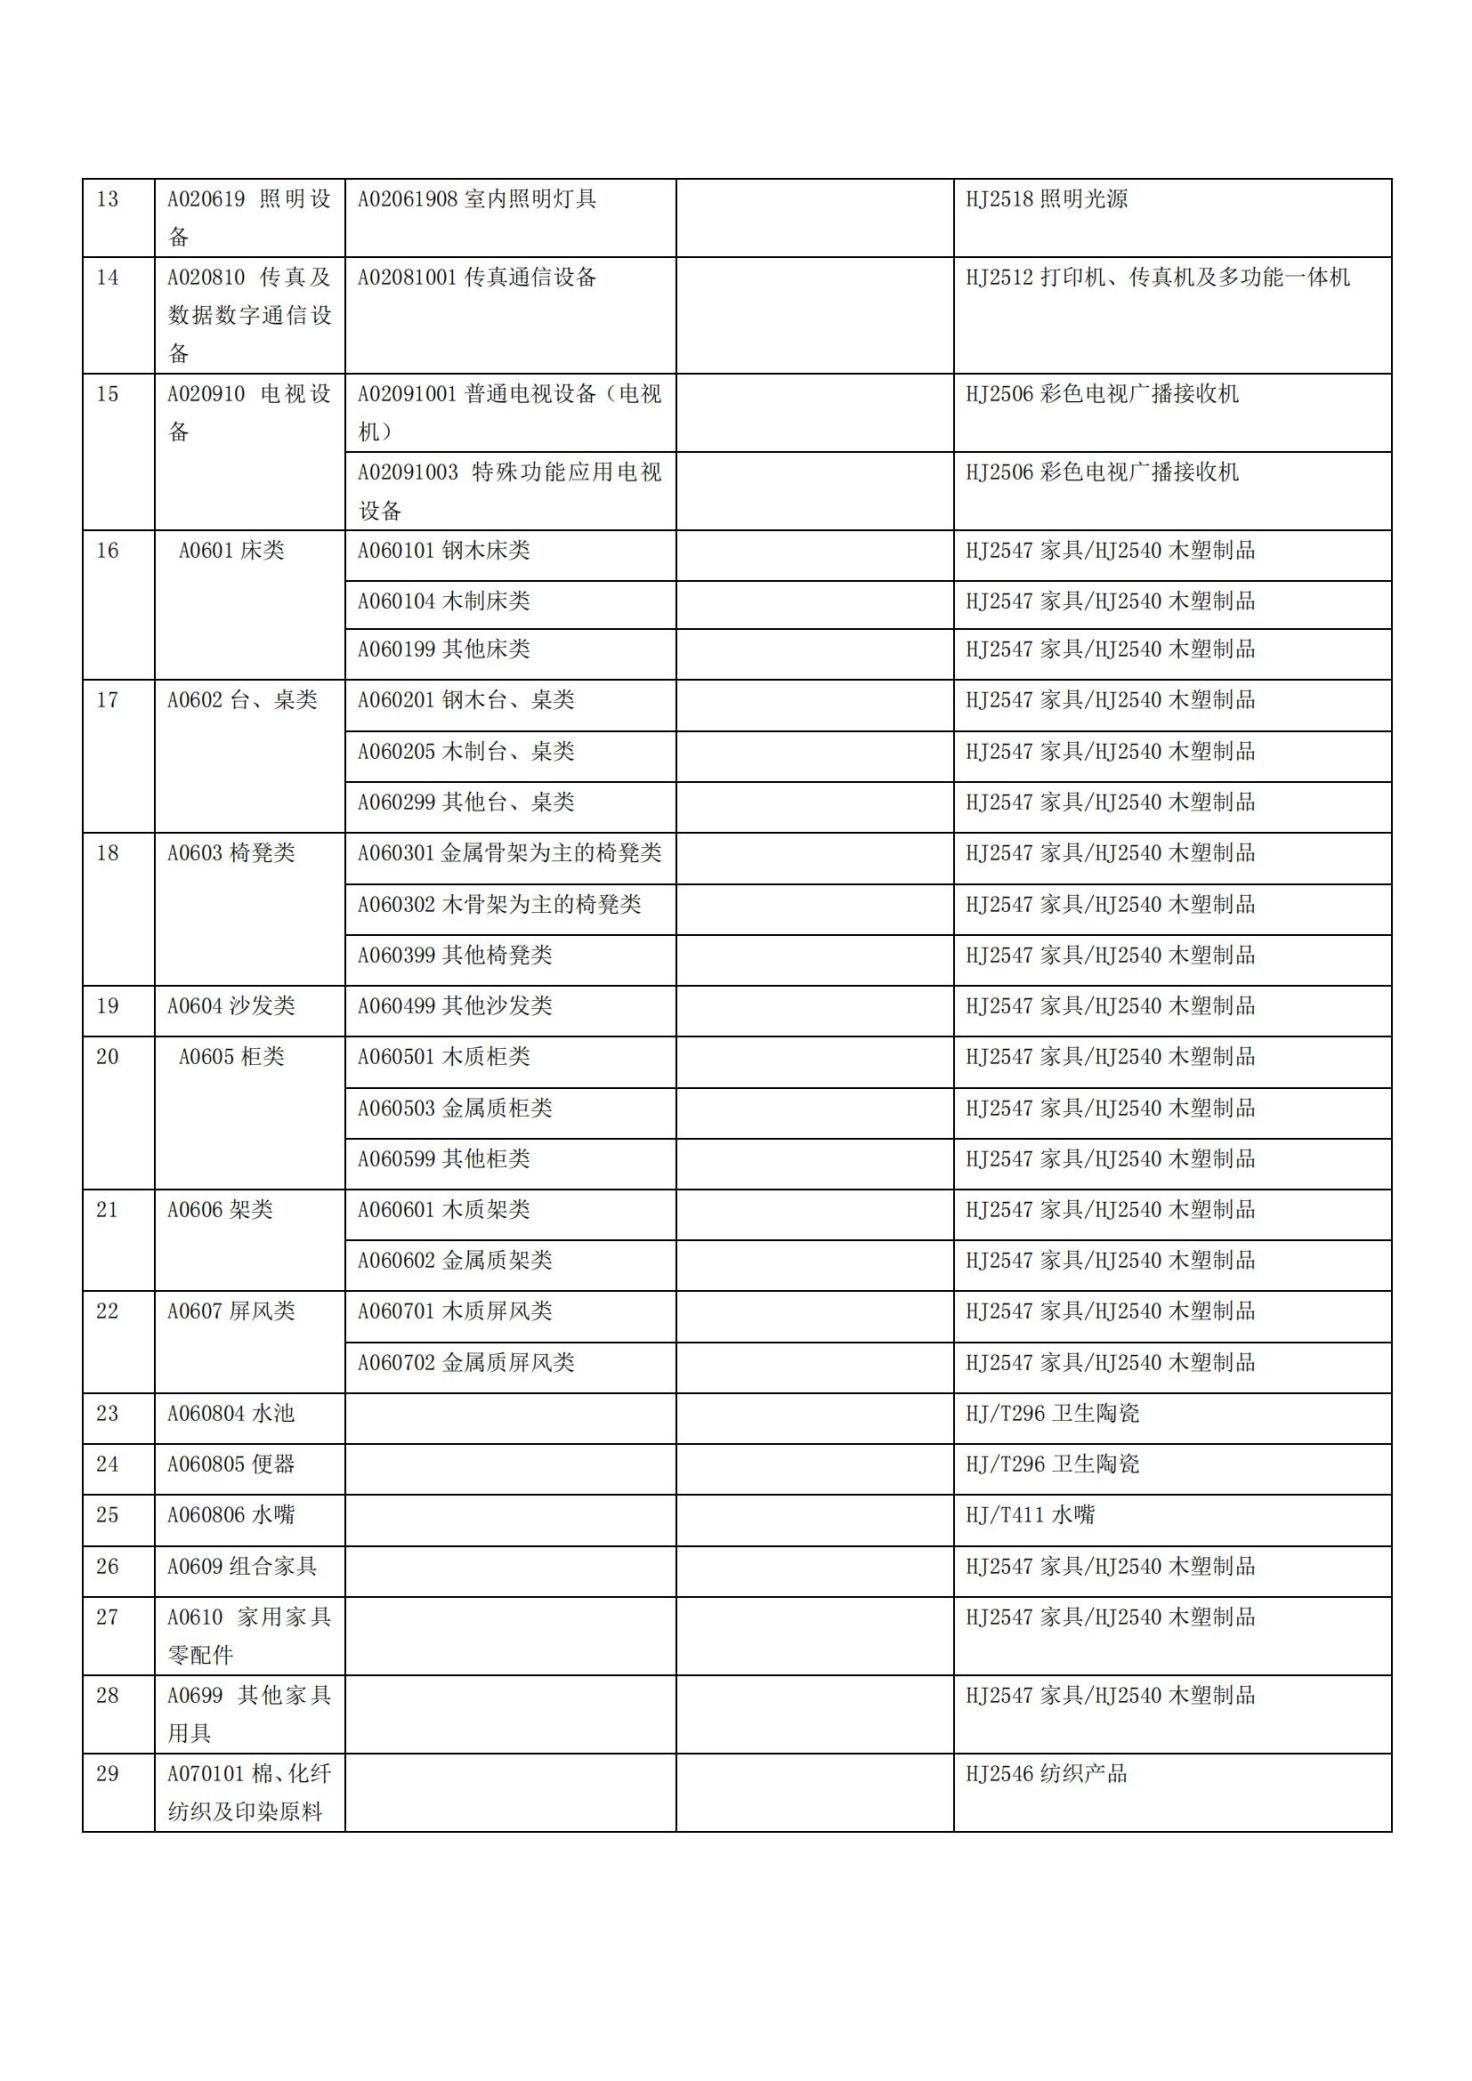 13 A020619 照明设 A02061908 室内照明灯具 HJ2518 照明光源
备
14 A020810 传真及 A02081001 传真通信设备 HJ2512 打印机、传真机及多功能一体机
数据数字通信设
备
15 A020910 电视设 A02091001 普通电视设备（电视 HJ2506 彩色电视广播接收机
备 机）
A02091003 特殊功能应用电视 HJ2506 彩色电视广播接收机
设备
16 A0601 床类 A060101 钢木床类 HJ2547 家具/HJ2540 木塑制品
A060104 木制床类 HJ2547 家具/HJ2540 木塑制品
A060199 其他床类 HJ2547 家具/HJ2540 木塑制品
17 A0602 台、桌类 A060201 钢木台、桌类 HJ2547 家具/HJ2540 木塑制品
A060205 木制台、桌类 HJ2547 家具/HJ2540 木塑制品
A060299 其他台、桌类 HJ2547 家具/HJ2540 木塑制品
18 A0603 椅凳类 A060301 金属骨架为主的椅凳类 HJ2547 家具/HJ2540 木塑制品
A060302 木骨架为主的椅凳类 HJ2547 家具/HJ2540 木塑制品
A060399 其他椅凳类 HJ2547 家具/HJ2540 木塑制品
19 A0604 沙发类 A060499 其他沙发类 HJ2547 家具/HJ2540 木塑制品
20 A0605 柜类 A060501 木质柜类 HJ2547 家具/HJ2540 木塑制品
A060503 金属质柜类 HJ2547 家具/HJ2540 木塑制品
A060599 其他柜类 HJ2547 家具/HJ2540 木塑制品
21 A0606 架类 A060601 木质架类 HJ2547 家具/HJ2540 木塑制品
A060602 金属质架类 HJ2547 家具/HJ2540 木塑制品
22 A0607 屏风类 A060701 木质屏风类 HJ2547 家具/HJ2540 木塑制品
A060702 金属质屏风类 HJ2547 家具/HJ2540 木塑制品
23 A060804 水池 HJ/T296 卫生陶瓷
24 A060805 便器 HJ/T296 卫生陶瓷
25 A060806 水嘴 HJ/T411 水嘴
26 A0609 组合家具 HJ2547 家具/HJ2540 木塑制品
27 A0610 家用家具 HJ2547 家具/HJ2540 木塑制品
零配件
28 A0699 其他家具 HJ2547 家具/HJ2540 木塑制品
用具
29 A070101 棉、化纤 HJ2546 纺织产品
纺织及印染原料